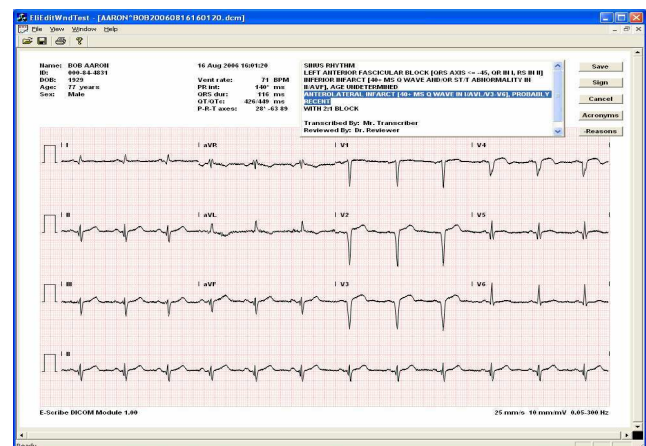 EliEditWndTest - [AARON^BOB20060816160120.dcm]
File Edit View Window Help
Name: BOB AARON
ID: 000-84-4831
DOB: 1929
Age: 77 years
Sex: Male
16 Aug 2006 16:01:20
Vent rate: 71 BPM
PR int: 140* ms
QRS dur: 116 ms
QT/QTc: 426/449 ms
P-R-T axes: 28* -63 89
SINUS RHYTHM
LEFT ANTERIOR FASCICULAR BLOCK [QRS AXIS <= -45, QR IN I, RS IN II]
INFERIOR INFARCT [40+ MS Q WAVE AND/OR ST/T ABNORMALITY IN
II/AVF], AGE UNDETERMINED
ANTEROLATERAL INFARCT [40+ MS Q WAVE IN I/AVL/V3-V6], PROBABLY
RECENT
WITH 2:1 BLOCK
Transcribed By: Mr. Transcriber
Reviewed By: Dr. Reviewer
Save
Sign
Cancel
Acronyms
-Reasons
I aVR V1 V4
II aVL V2 V5
III aVF V3 V6
II
E-Scribe DICOM Module 1.00
25 mm/s 10 mm/mV 0.05-300 Hz
Ready